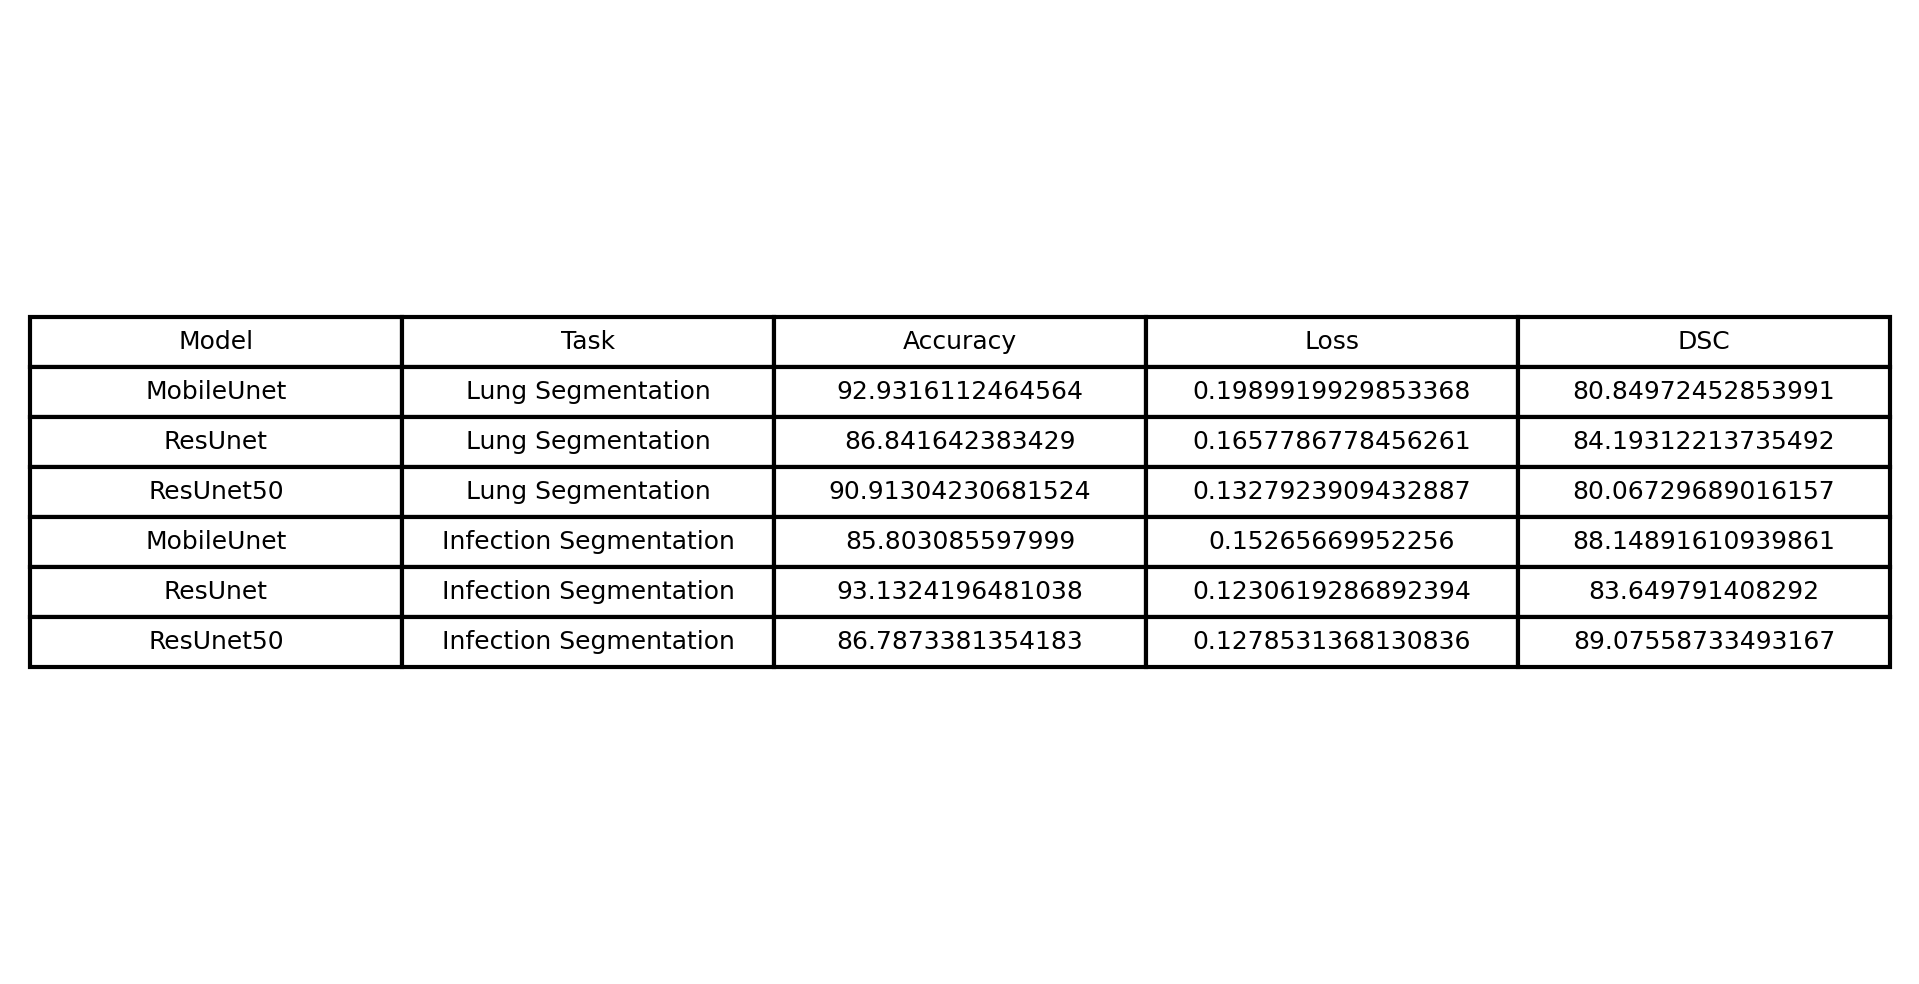 Model Task Accuracy Loss DSC
MobileUnet Lung Segmentation 92.9316112464564 0.1989919929853368 80.84972452853991
ResUnet Lung Segmentation 86.841642383429 0.1657786778456261 84.19312213735492
ResUnet50 Lung Segmentation 90.91304230681524 0.1327923909432887 80.06729689016157
MobileUnet Infection Segmentation 85.803085597999 0.15265669952256 88.14891610939861
ResUnet Infection Segmentation 93.1324196481038 0.1230619286892394 83.649791408292
ResUnet50 Infection Segmentation 86.7873381354183 0.1278531368130836 89.07558733493167